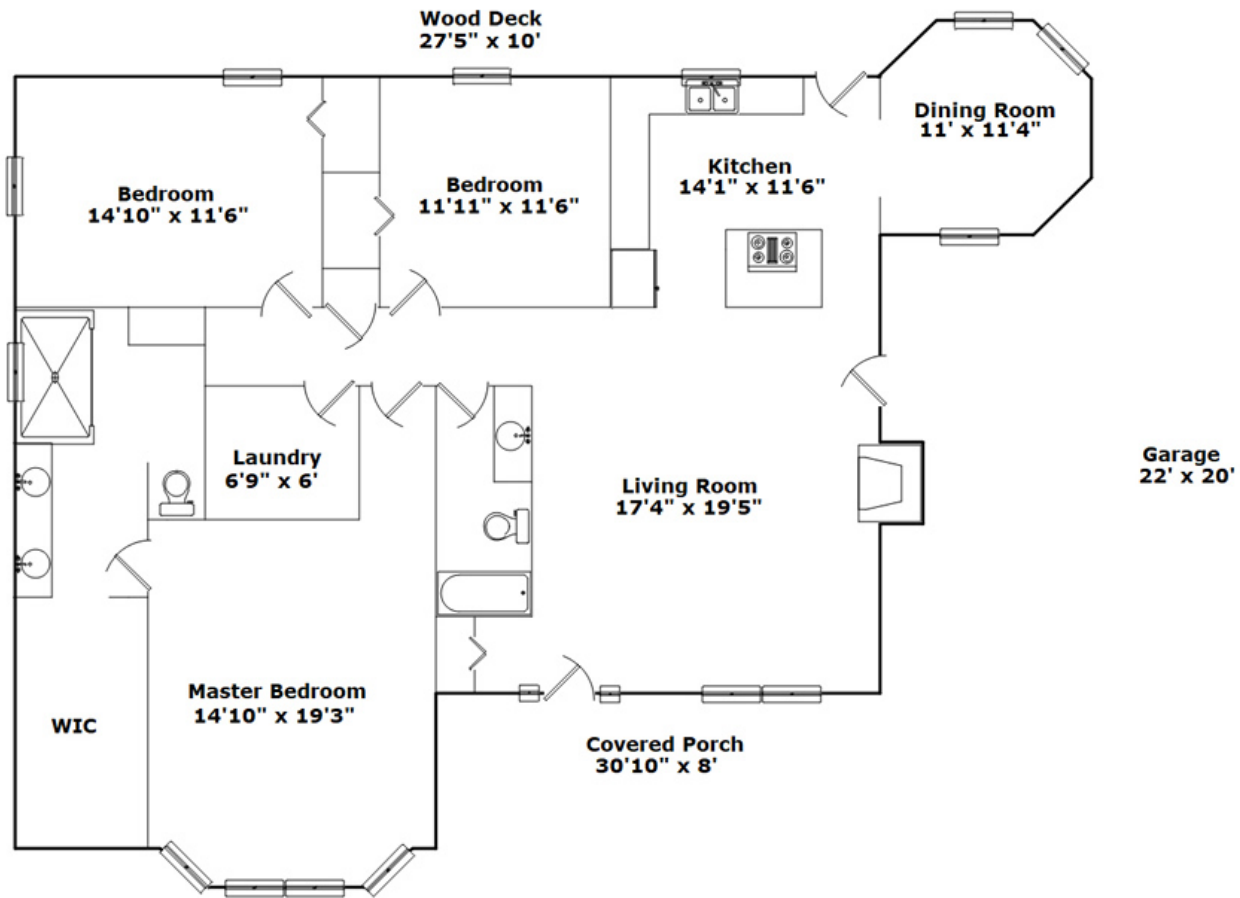 Wood Deck
27'5" x 10'
Dining Room
11' x 11'4"
Kitchen
14'1" x 11'6"
Bedroom
14'10" x 11'6"
Bedroom
11'11" x 11'6"
Laundry
6'9" x 6'
Living Room
17'4" x 19'5"
Garage
22' x 20'
Master Bedroom
14'10" x 19'3"
WIC
Covered Porch
30'10" x 8'